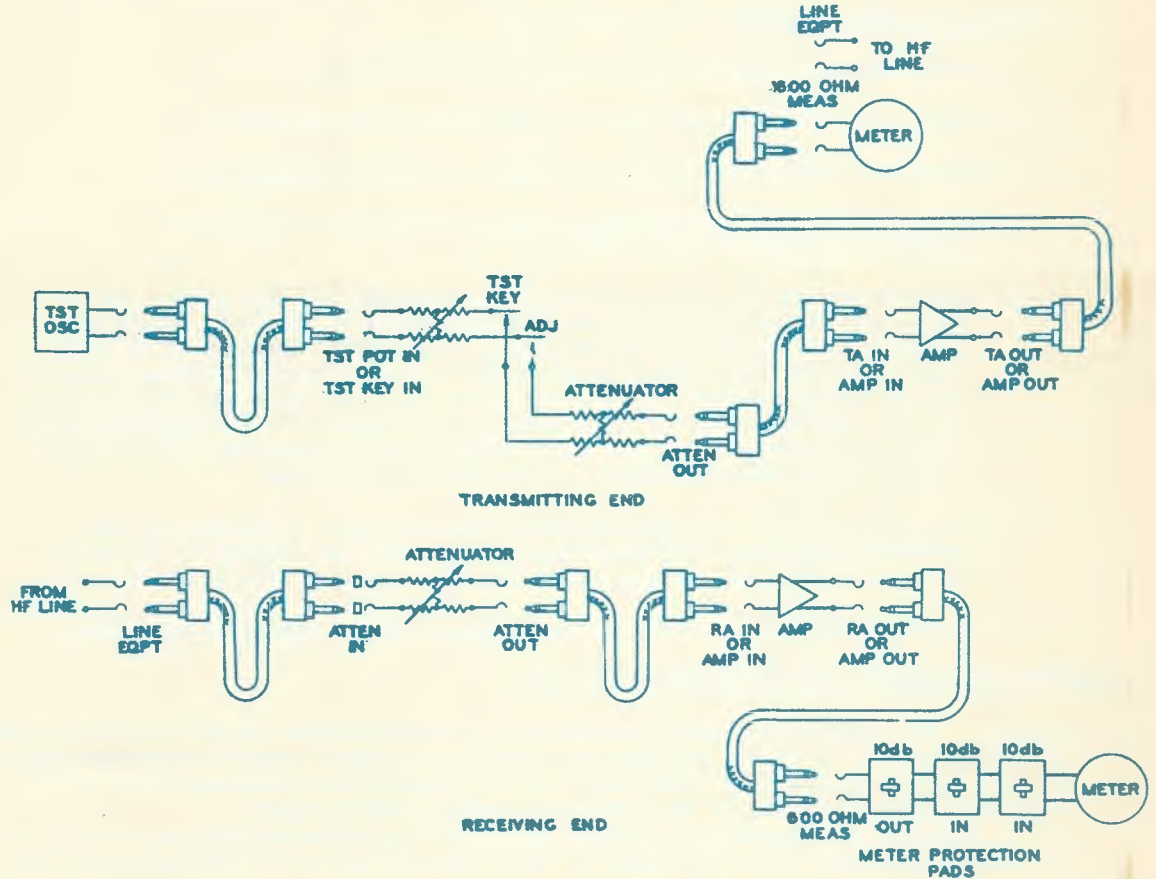 LINE
EQPT
TO HF
LINE
1600 OHM
MEAS
METER
TST
OSC
TST POT IN
OR
TST KEY IN
TST
KEY
ADJ
ATTENUATOR
ATTEN
OUT
TA IN
OR
AMP IN
AMP
TA OUT
OR
AMP OUT
TRANSMITTING END
FROM
HF LINE
LINE
EQPT
ATTEN
IN
ATTENUATOR
ATTEN
OUT
RA IN
OR
AMP IN
AMP
RA OUT
OR
AMP OUT
600 OHM
MEAS
10db
10db
10db
OUT
IN
IN
METER
METER PROTECTION
PADS
RECEIVING END